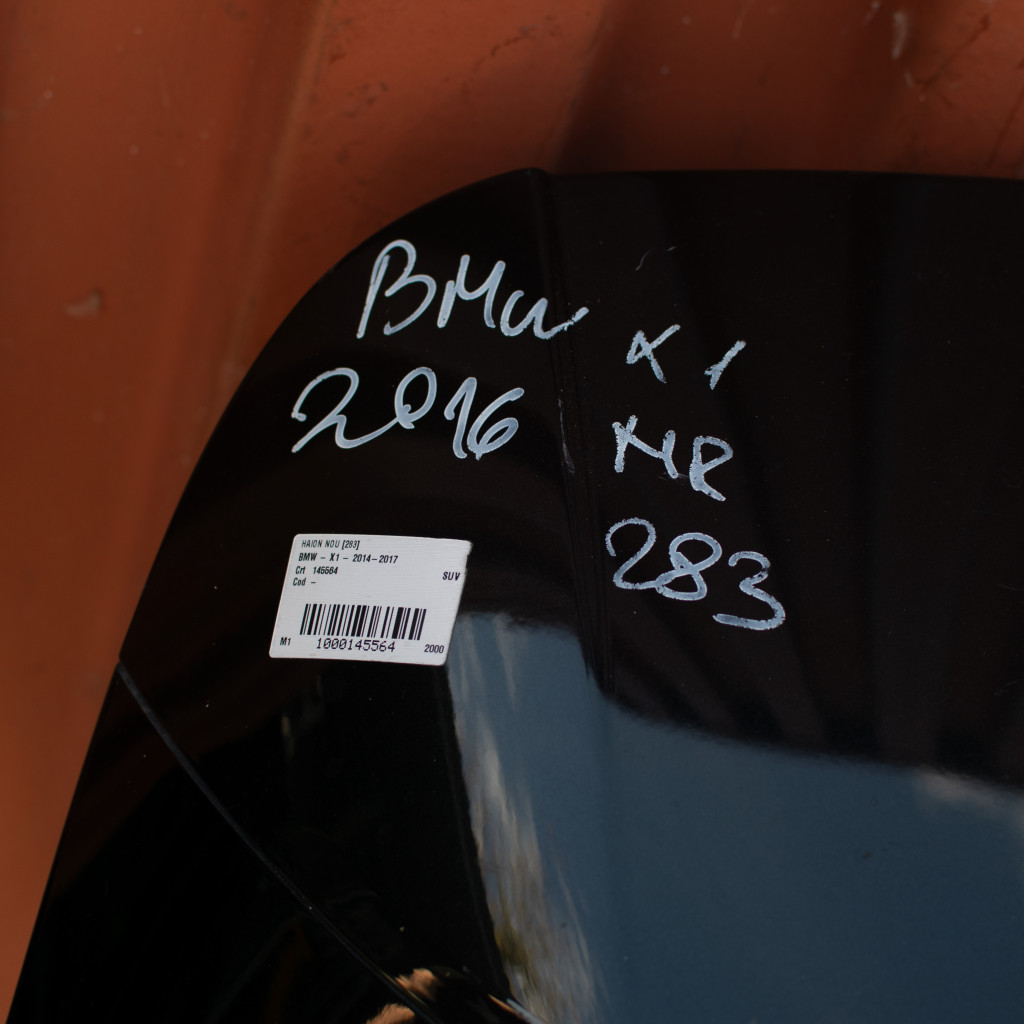 BMW X1
2016 NR
283
HAION NOU [283]
BMW - X1 - 2014-2017
Crt 145564 SUV
Cod -
M1 1000145564 2000